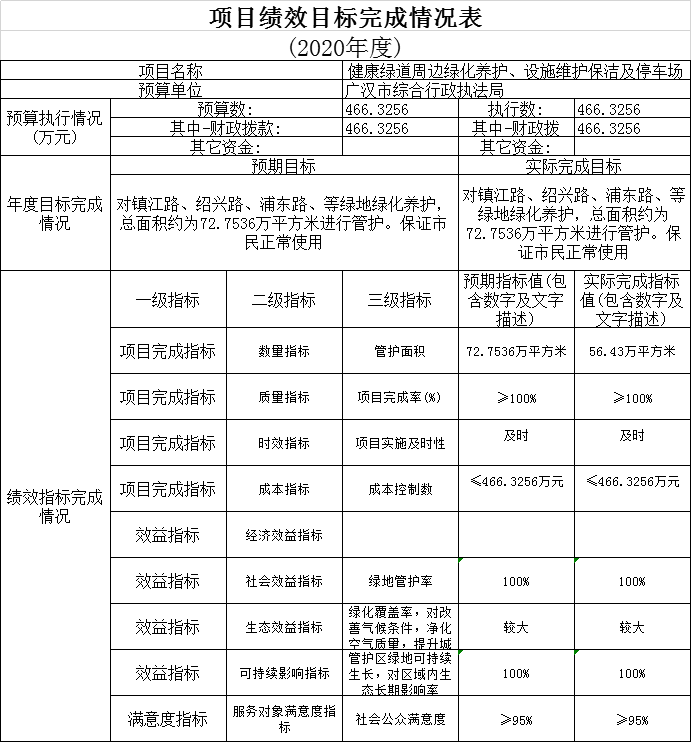 项目绩效目标完成情况表
(2020年度)
项目名称 健康绿道周边绿化养护、设施维护保洁及停车场
预算单位 广汉市综合行政执法局
预算执行情况
(万元)
预算数: 466.3256 执行数: 466.3256
其中-财政拨款: 466.3256 其中-财政拨 466.3256
其它资金: 其它资金:
年度目标完成
情况
预期目标 实际完成目标
对镇江路、绍兴路、浦东路、等绿地绿化养护，
总面积约为72.7536万平方米进行管护。保证市
民正常使用
对镇江路、绍兴路、浦东路、等
绿地绿化养护，总面积约为
72.7536万平方米进行管护。保
证市民正常使用
绩效指标完成
情况
一级指标 二级指标 三级指标
预期指标值(包
含数字及文字
描述)
实际完成指标
值(包含数字及
文字描述)
项目完成指标 数量指标 管护面积 72.7536万平方米 56.43万平方米
项目完成指标 质量指标 项目完成率(%) ≥100% ≥100%
项目完成指标 时效指标 项目实施及时性 及时 及时
项目完成指标 成本指标 成本控制数 ≤466.3256万元 ≤466.3256万元
效益指标 经济效益指标
效益指标 社会效益指标 绿地管护率 100% 100%
效益指标 生态效益指标
绿化覆盖率，对改
善气候条件，净化
空气质量，提升城
较大 较大
效益指标 可持续影响指标
管护区绿地可持续
生长，对区域内生
态长期影响率
100% 100%
满意度指标
服务对象满意度指
标
社会公众满意度 ≥95% ≥95%